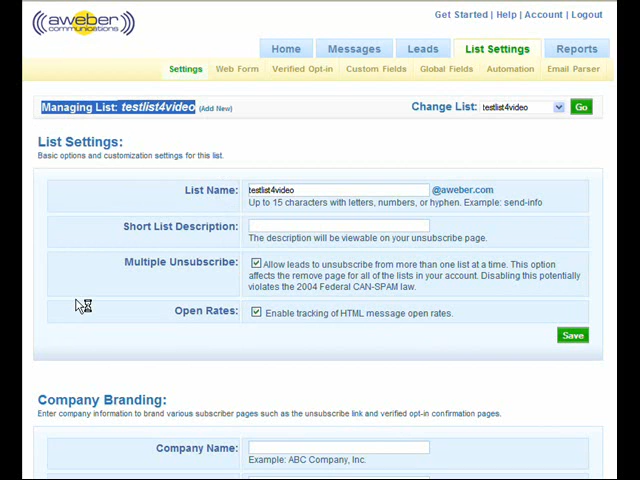 Get Started | Help | Account | Logout
aweber
communications
Home Messages Leads List Settings Reports
Settings Web Form Verified Opt-in Custom Fields Global Fields Automation Email Parser
Managing List: testlist4video (Add New) Change List: testlist4video Go
List Settings:
Basic options and customization settings for this list.
List Name: testlist4video @aweber.com
Up to 15 characters with letters, numbers, or hyphen. Example: send-info
Short List Description:
The description will be viewable on your unsubscribe page.
Multiple Unsubscribe: Allow leads to unsubscribe from more than one list at a time. This option
affects the remove page for all of the lists in your account. Disabling this potentially
violates the 2004 Federal CAN-SPAM law.
Open Rates: Enable tracking of HTML message open rates.
Save
Company Branding:
Enter company information to brand various subscriber pages such as the unsubscribe link and verified opt-in confirmation pages.
Company Name:
Example: ABC Company, Inc.